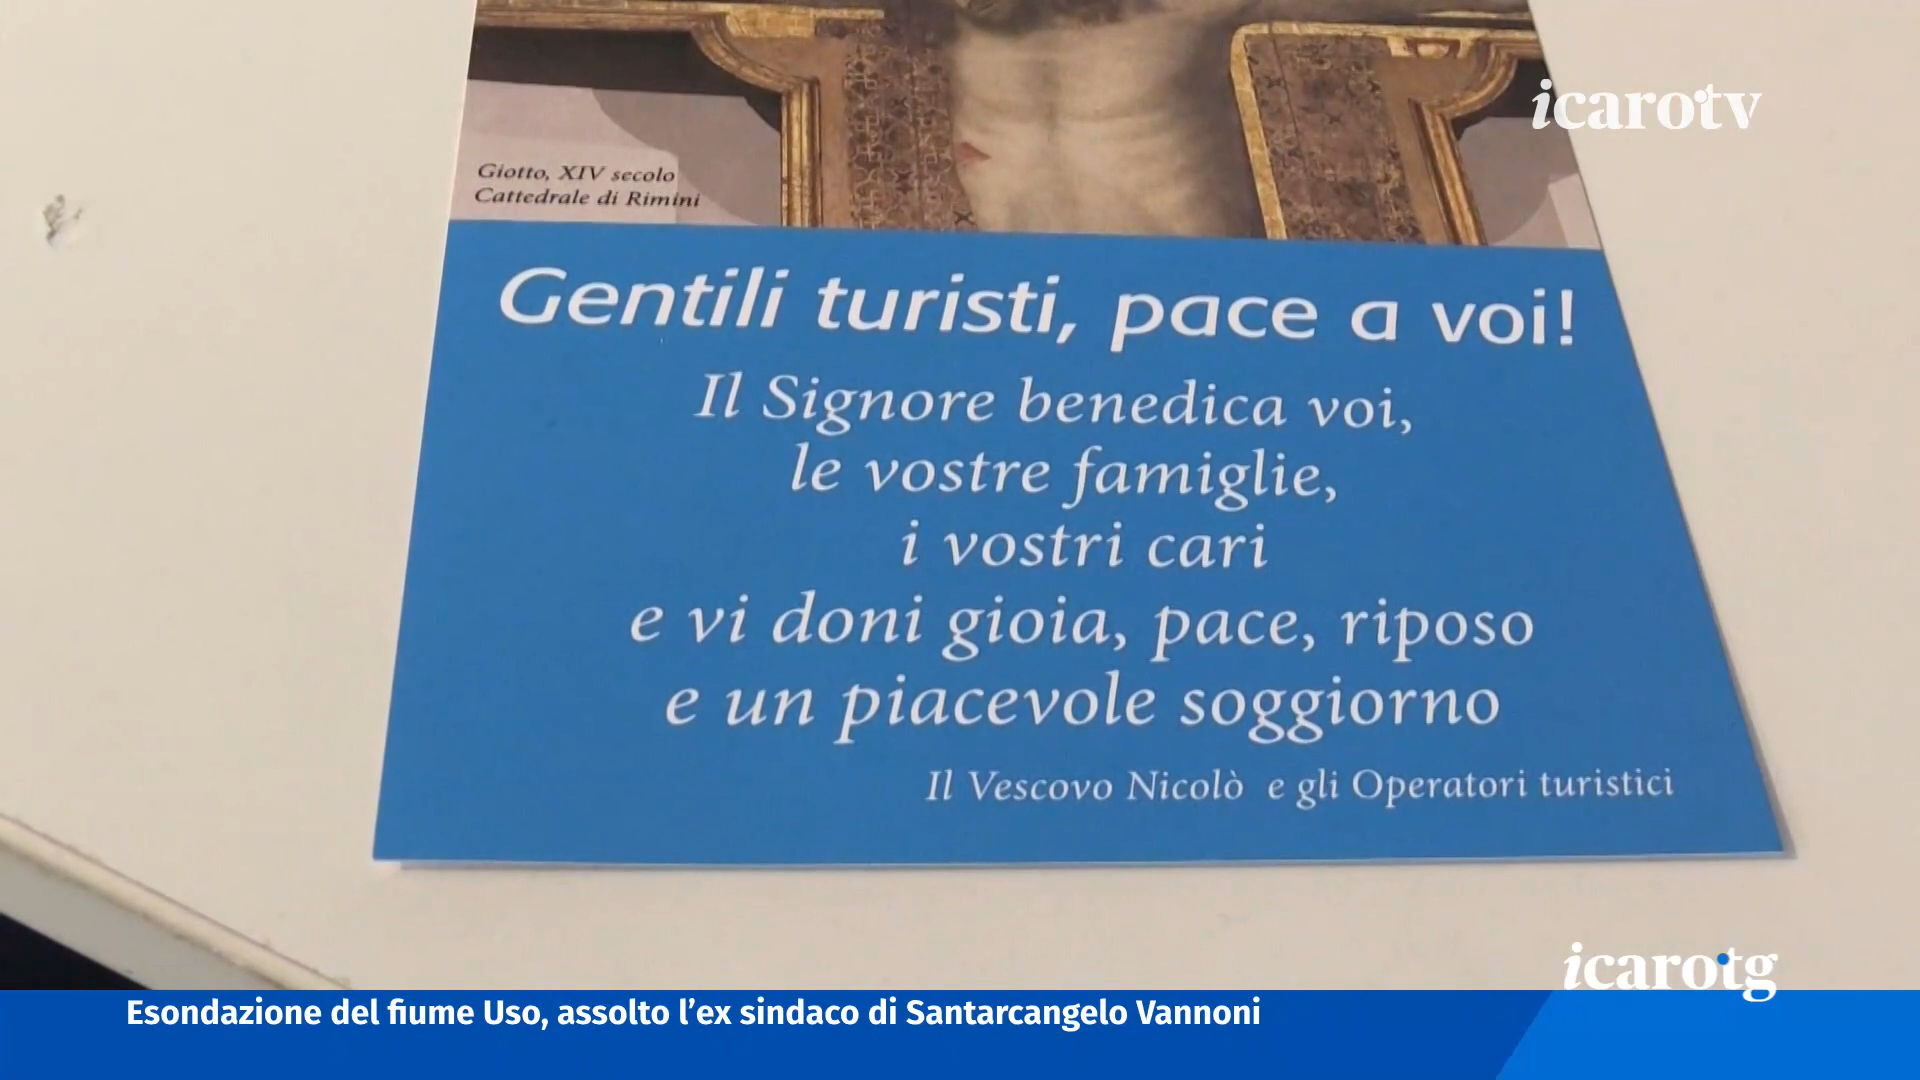 icarotv
Giotto, XIV secolo
Cattedrale di Rimini
Gentili turisti, pace a voi!
Il Signore benedica voi,
le vostre famiglie,
i vostri cari
e vi doni gioia, pace, riposo
e un piacevole soggiorno
Il Vescovo Nicolò e gli Operatori turistici
icarotg
Esondazione del fiume Uso, assolto l’ex sindaco di Santarcangelo Vannoni